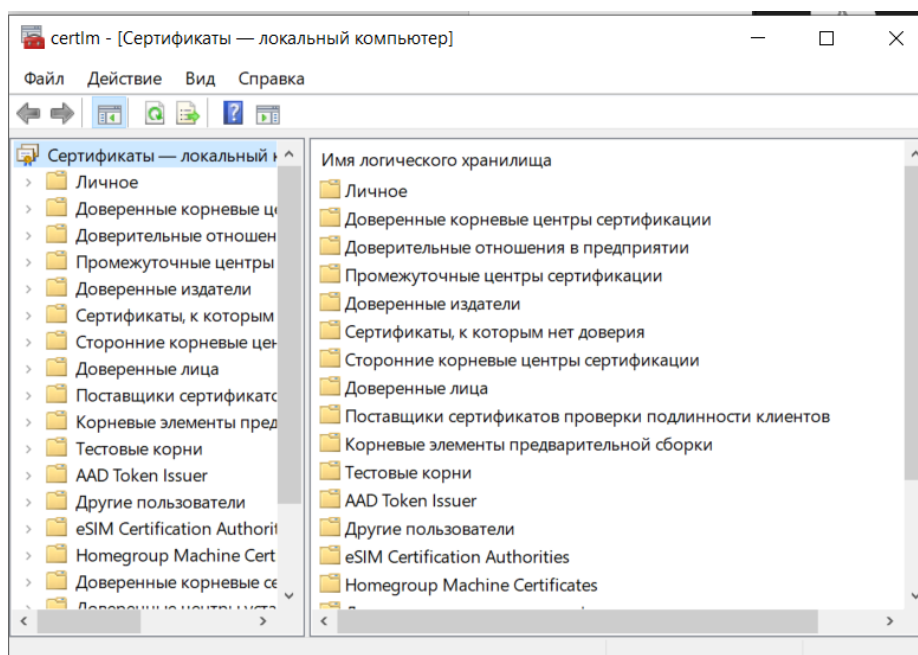 certlm - [Сертификаты — локальный компьютер]
Файл Действие Вид Справка
Сертификаты — локальный к
Личное
Доверенные корневые це
Доверительные отношен
Промежуточные центры
Доверенные издатели
Сертификаты, к которым
Сторонние корневые цен
Доверенные лица
Поставщики сертификатс
Корневые элементы пред
Тестовые корни
AAD Token Issuer
Другие пользователи
eSIM Certification Authorit
Homegroup Machine Cert
Доверенные корневые се
Имя логического хранилища
Личное
Доверенные корневые центры сертификации
Доверительные отношения в предприятии
Промежуточные центры сертификации
Доверенные издатели
Сертификаты, к которым нет доверия
Сторонние корневые центры сертификации
Доверенные лица
Поставщики сертификатов проверки подлинности клиентов
Корневые элементы предварительной сборки
Тестовые корни
AAD Token Issuer
Другие пользователи
eSIM Certification Authorities
Homegroup Machine Certificates